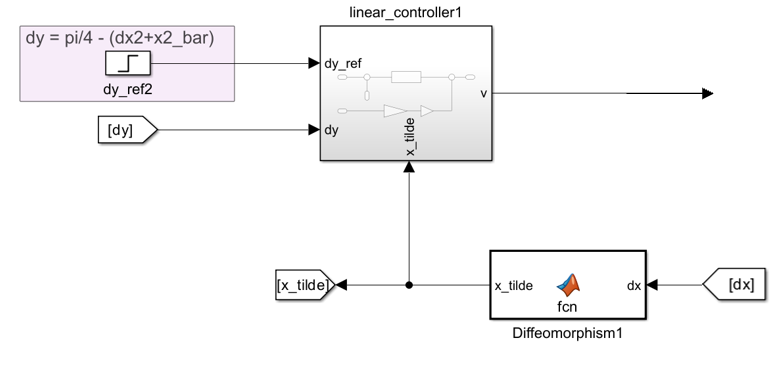 linear_controller1
dy = pi/4 - (dx2+x2_bar)
dy_ref2
dy_ref
v
[dy]
dy
x_tilde
[x_tilde]
x_tilde
fcn
dx
[dx]
Diffeomorphism1